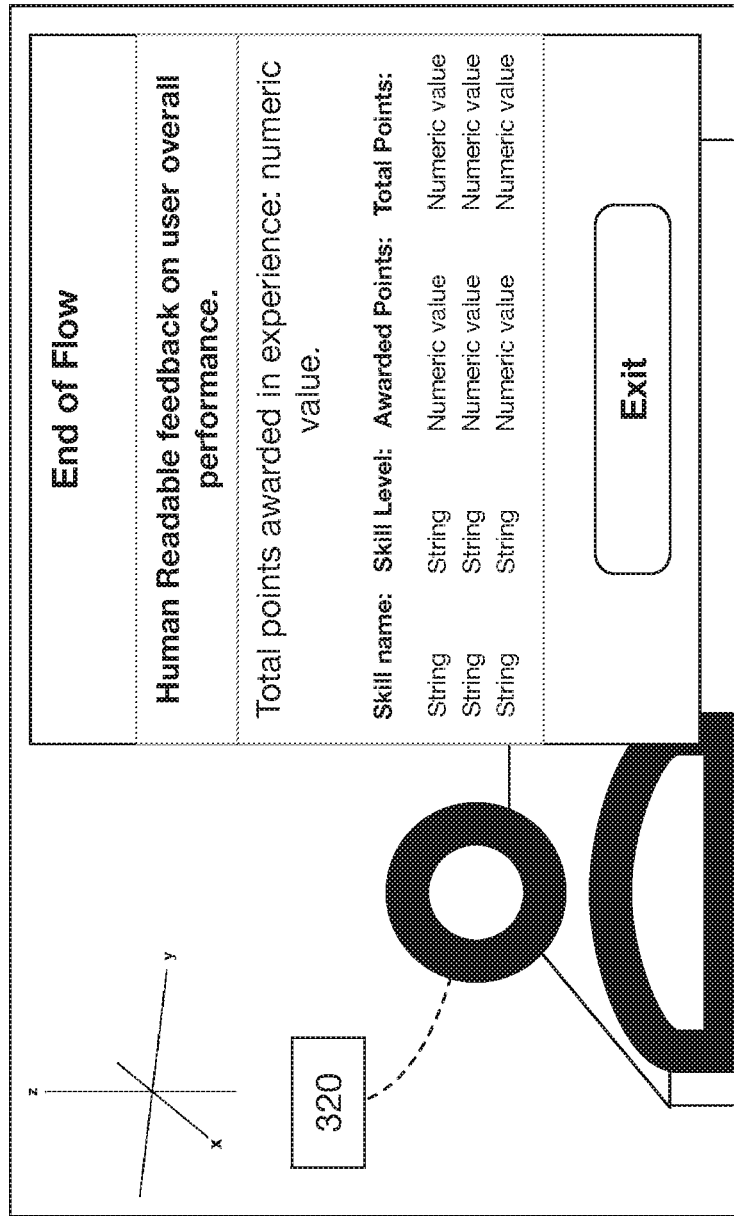 End of Flow
Human Readable feedback on user overall
performance.
Total points awarded in experience: numeric
value.
Skill name: Skill Level: Awarded Points: Total Points:
String String Numeric value Numeric value
String String Numeric value Numeric value
String String Numeric value Numeric value
Exit
z
y
x
320